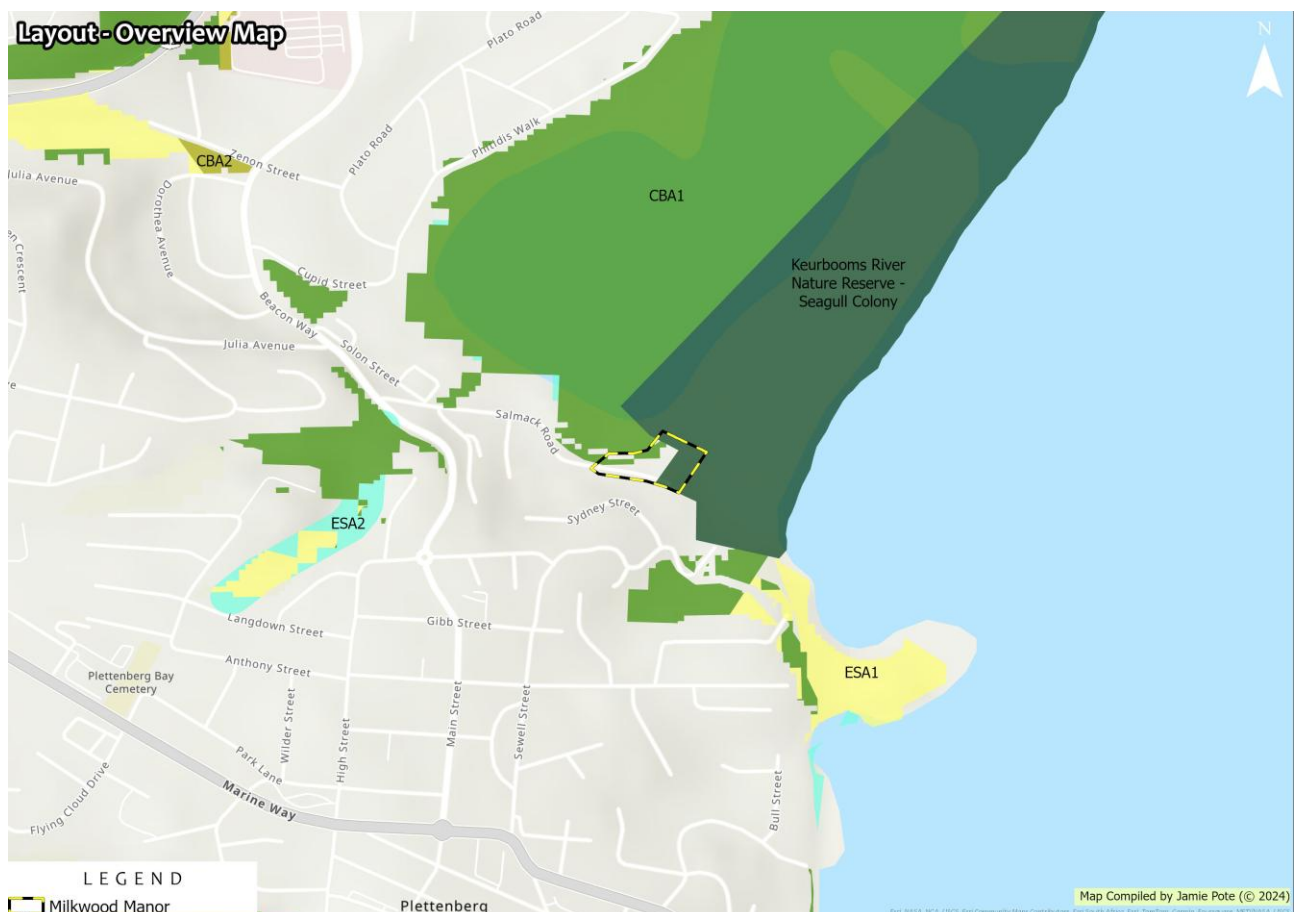 Layout - Overview Map
N
Plato Road
Phitidis Walk
Plato Road
CBA2
Zenon Street
Julia Avenue
Dorothea Avenue
CBA1
Keurbooms River
Nature Reserve -
Seagull Colony
Cupid Street
Beacon Way
Julia Avenue
Solon Street
Salmack Road
Sydney Street
ESA2
Langdown Street
Gibb Street
Anthony Street
Plettenberg Bay
Cemetery
ESA1
Wilder Street
High Street
Main Street
Sewell Street
Park Lane
Bull Street
Flying Cloud Drive
Marine Way
LEGEND
Milkwood Manor
Plettenberg
Map Compiled by Jamie Pote (© 2024)